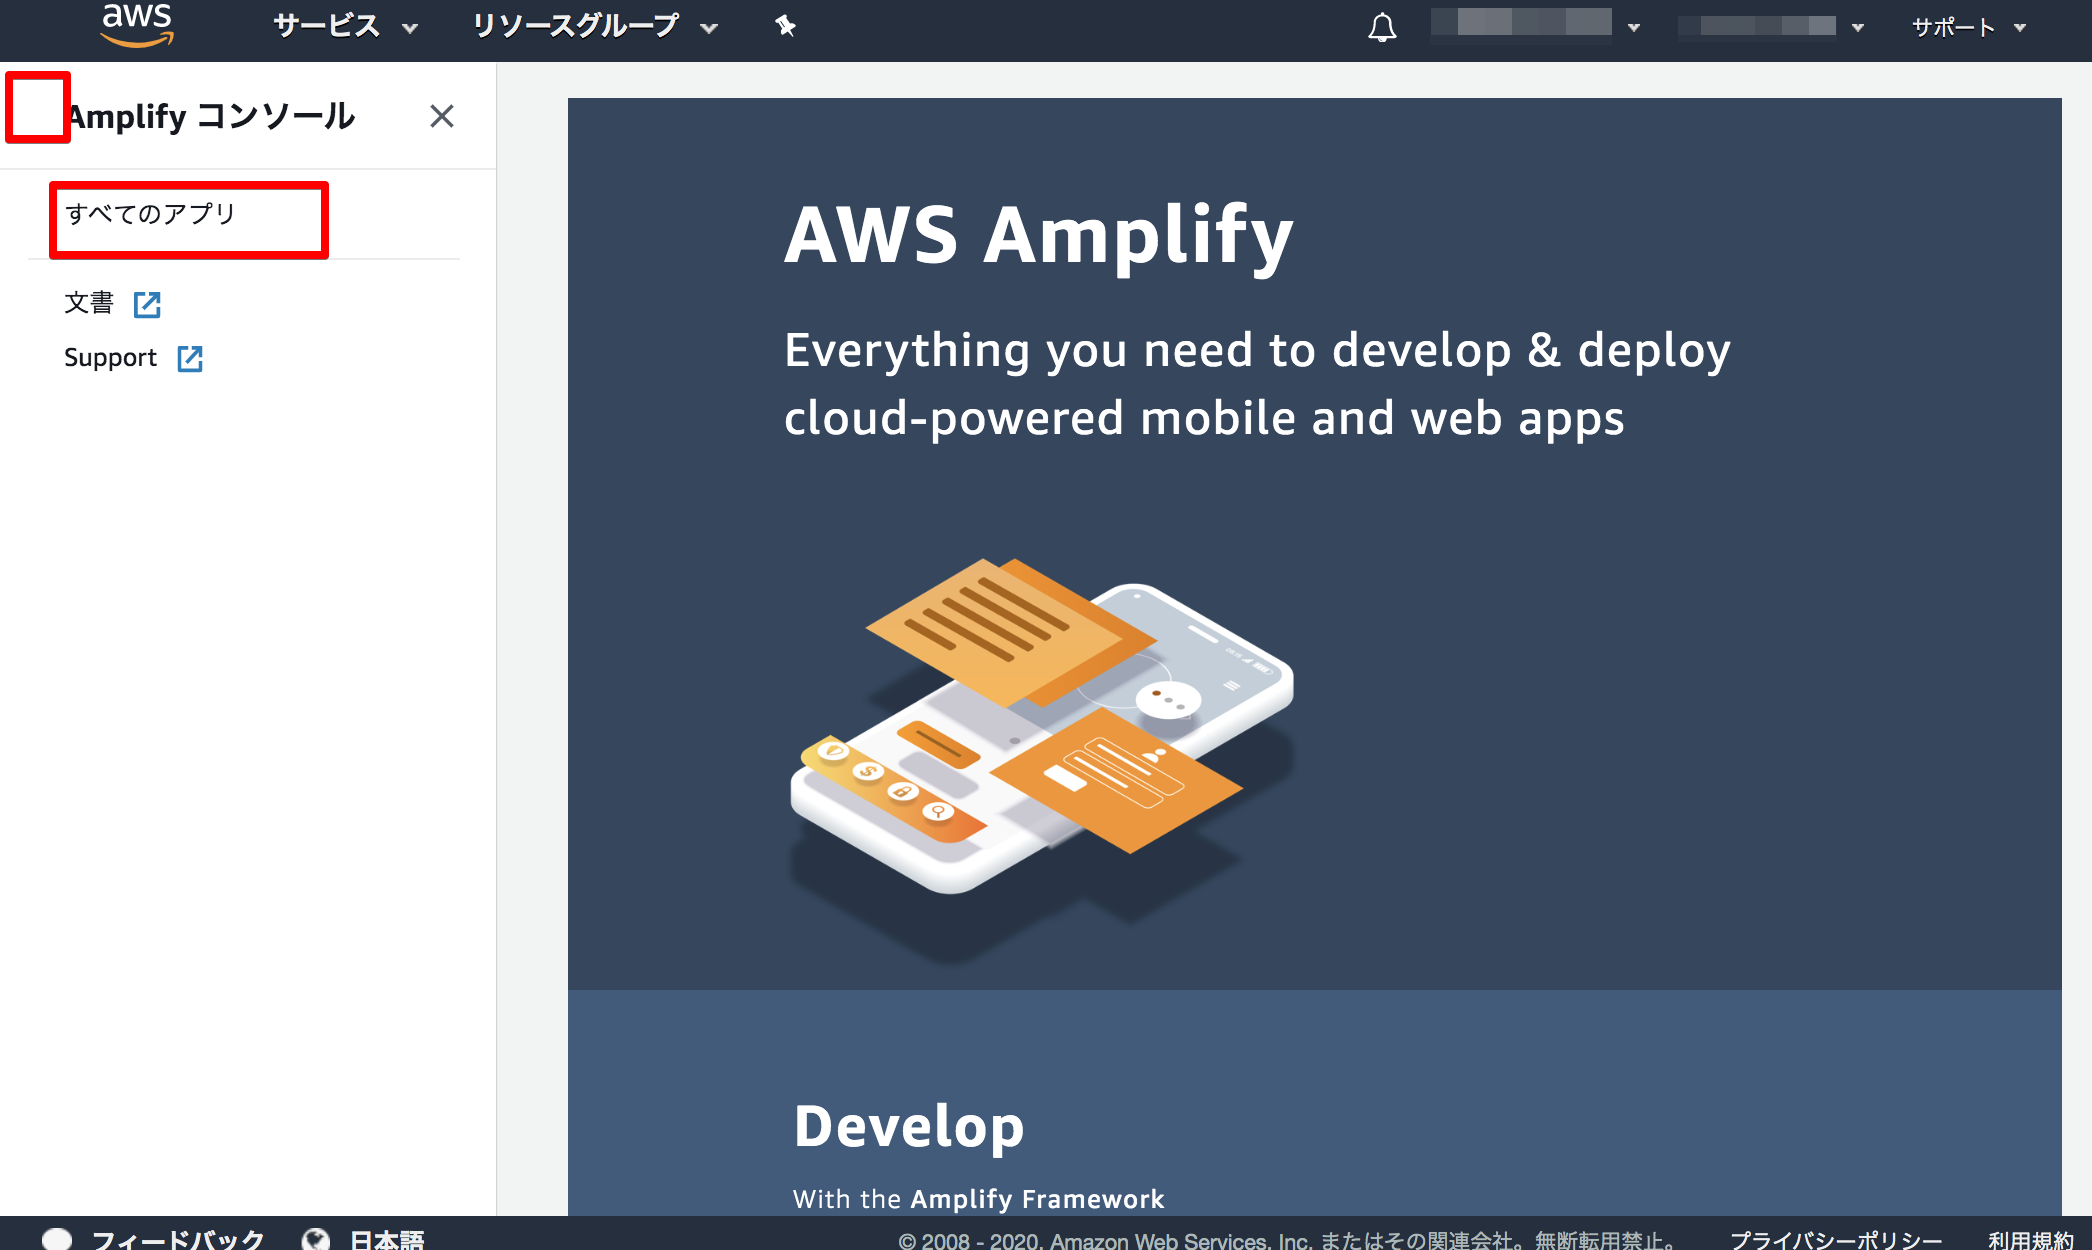 aws サービス リソースグループ サポート
Amplify コンソール
すべてのアプリ
文書
Support
AWS Amplify
Everything you need to develop & deploy
cloud-powered mobile and web apps
Develop
With the Amplify Framework
フィードバック 日本語 © 2008 - 2020, Amazon Web Services, Inc. またはその関連会社。無断転用禁止。 プライバシーポリシー 利用規約